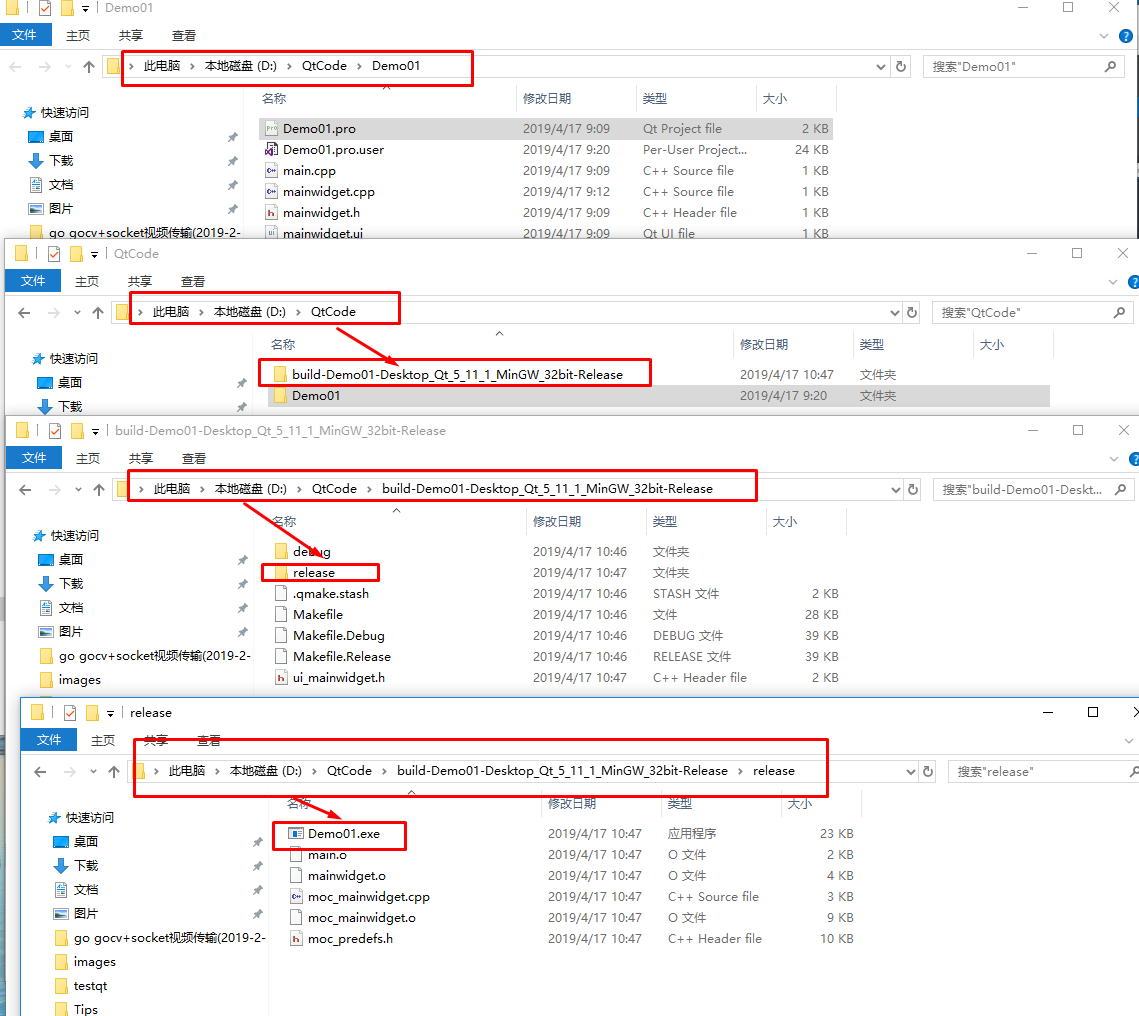 Demo01
文件 主页 共享 查看
此电脑 本地磁盘 (D:) QtCode Demo01 搜索"Demo01"
名称 修改日期 类型 大小
快速访问
桌面
下载
文档
图片
go gocv+socket视频传输(2019-2-
Demo01.pro 2019/4/17 9:09 Qt Project file 2 KB
Demo01.pro.user 2019/4/17 9:20 Per-User Project... 24 KB
main.cpp 2019/4/17 9:09 C++ Source file 1 KB
mainwidget.cpp 2019/4/17 9:12 C++ Source file 1 KB
mainwidget.h 2019/4/17 9:09 C++ Header file 1 KB
mainwidget.ui 2019/4/17 9:09 Qt UI file 1 KB
QtCode
文件 主页 共享 查看
此电脑 本地磁盘 (D:) QtCode 搜索"QtCode"
名称 修改日期 类型 大小
快速访问
桌面
下载
build-Demo01-Desktop_Qt_5_11_1_MinGW_32bit-Release 2019/4/17 10:47 文件夹
Demo01 2019/4/17 9:20 文件夹
build-Demo01-Desktop_Qt_5_11_1_MinGW_32bit-Release
文件 主页 共享 查看
此电脑 本地磁盘 (D:) QtCode build-Demo01-Desktop_Qt_5_11_1_MinGW_32bit-Release 搜索"build-Demo01-Deskt...
名称 修改日期 类型 大小
快速访问
桌面
下载
文档
图片
go gocv+socket视频传输(2019-2-
images
debug 2019/4/17 10:46 文件夹
release 2019/4/17 10:47 文件夹
.qmake.stash 2019/4/17 10:46 STASH 文件 2 KB
Makefile 2019/4/17 10:46 文件 28 KB
Makefile.Debug 2019/4/17 10:46 DEBUG 文件 39 KB
Makefile.Release 2019/4/17 10:46 RELEASE 文件 39 KB
ui_mainwidget.h 2019/4/17 10:47 C++ Header file 2 KB
release
文件 主页 共享 查看
此电脑 本地磁盘 (D:) QtCode build-Demo01-Desktop_Qt_5_11_1_MinGW_32bit-Release release 搜索"release"
名称 修改日期 类型 大小
快速访问
桌面
下载
文档
图片
go gocv+socket视频传输(2019-2-
images
testqt
Tips
Demo01.exe 2019/4/17 10:47 应用程序 23 KB
main.o 2019/4/17 10:47 O 文件 2 KB
mainwidget.o 2019/4/17 10:47 O 文件 4 KB
moc_mainwidget.cpp 2019/4/17 10:47 C++ Source file 3 KB
moc_mainwidget.o 2019/4/17 10:47 O 文件 9 KB
moc_predefs.h 2019/4/17 10:47 C++ Header file 10 KB